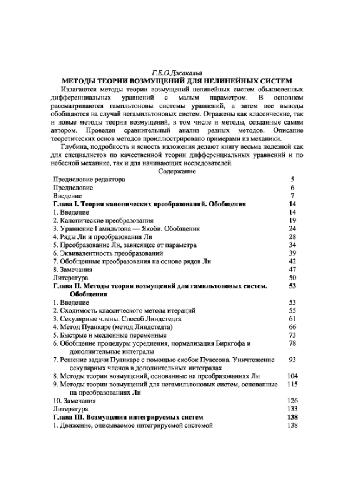 Г.Е.О.Джакалья
МЕТОДЫ ТЕОРИИ ВОЗМУЩЕНИЙ ДЛЯ НЕЛИНЕЙНЫХ СИСТЕМ
Излагаются методы теории возмущений нелинейных систем обыкновенных
дифференциальных уравнений с малым параметром. В основном
рассматриваются гамильтоновы системы уравнений, а затем все выводы
обобщаются на случай негамильтоновых систем. Отражены как классические, так
и новые методы теории возмущений, в том числе и методы, созданные самим
автором. Проведен сравнительный анализ разных методов. Описание
теоретических основ методов проиллюстрировано примерами из механики.
Глубина, подробность и ясность изложения делают книгу весьма полезной как
для специалистов по качественной теории дифференциальных уравнений и по
небесной механике, так и для начинающих исследователей.
Содержание
Предисловие редактора 5
Предисловие 6
Введение 7
Глава I. Теория канонических преобразований. Обобщения 14
1. Введение 14
2. Канонические преобразования 19
3. Уравнение Гамильтона — Якоби. Обобщения 24
4. Ряды Ли и преобразования Ли 28
5. Преобразование Ли, зависящее от параметра 34
6. Эквивалентность преобразований 39
7. Обобщенные преобразования на основе рядов Ли 42
8. Замечания 47
Литература 50
Глава II. Методы теории возмущений для гамильтоновых систем. 53
Обобщения
1. Введение 53
2. Сходимость классического метода итераций 55
3. Секулярные члены. Способ Линдстедта 61
4. Метод Пуанкаре (метод Линдстедта) 66
5. Быстрые и медленные переменные 73
6. Обобщение процедуры усреднения, нормализация Биркгофа и 78
дополнительные интегралы
7. Решение задачи Пуанкаре с помощью скобок Пуассона. Уничтожение 93
секулярных членов в дополнительных интегралах
8. Методы теории возмущений, основанные на преобразованиях Ли 104
9. Методы теории возмущений для негамильтоновых систем, основанные 115
на преобразованиях Ли
10. Замечания 126
Литература 133
Глава III. Возмущения интегрируемых систем 138
1. Движение, описываемое интегрируемой системой 138